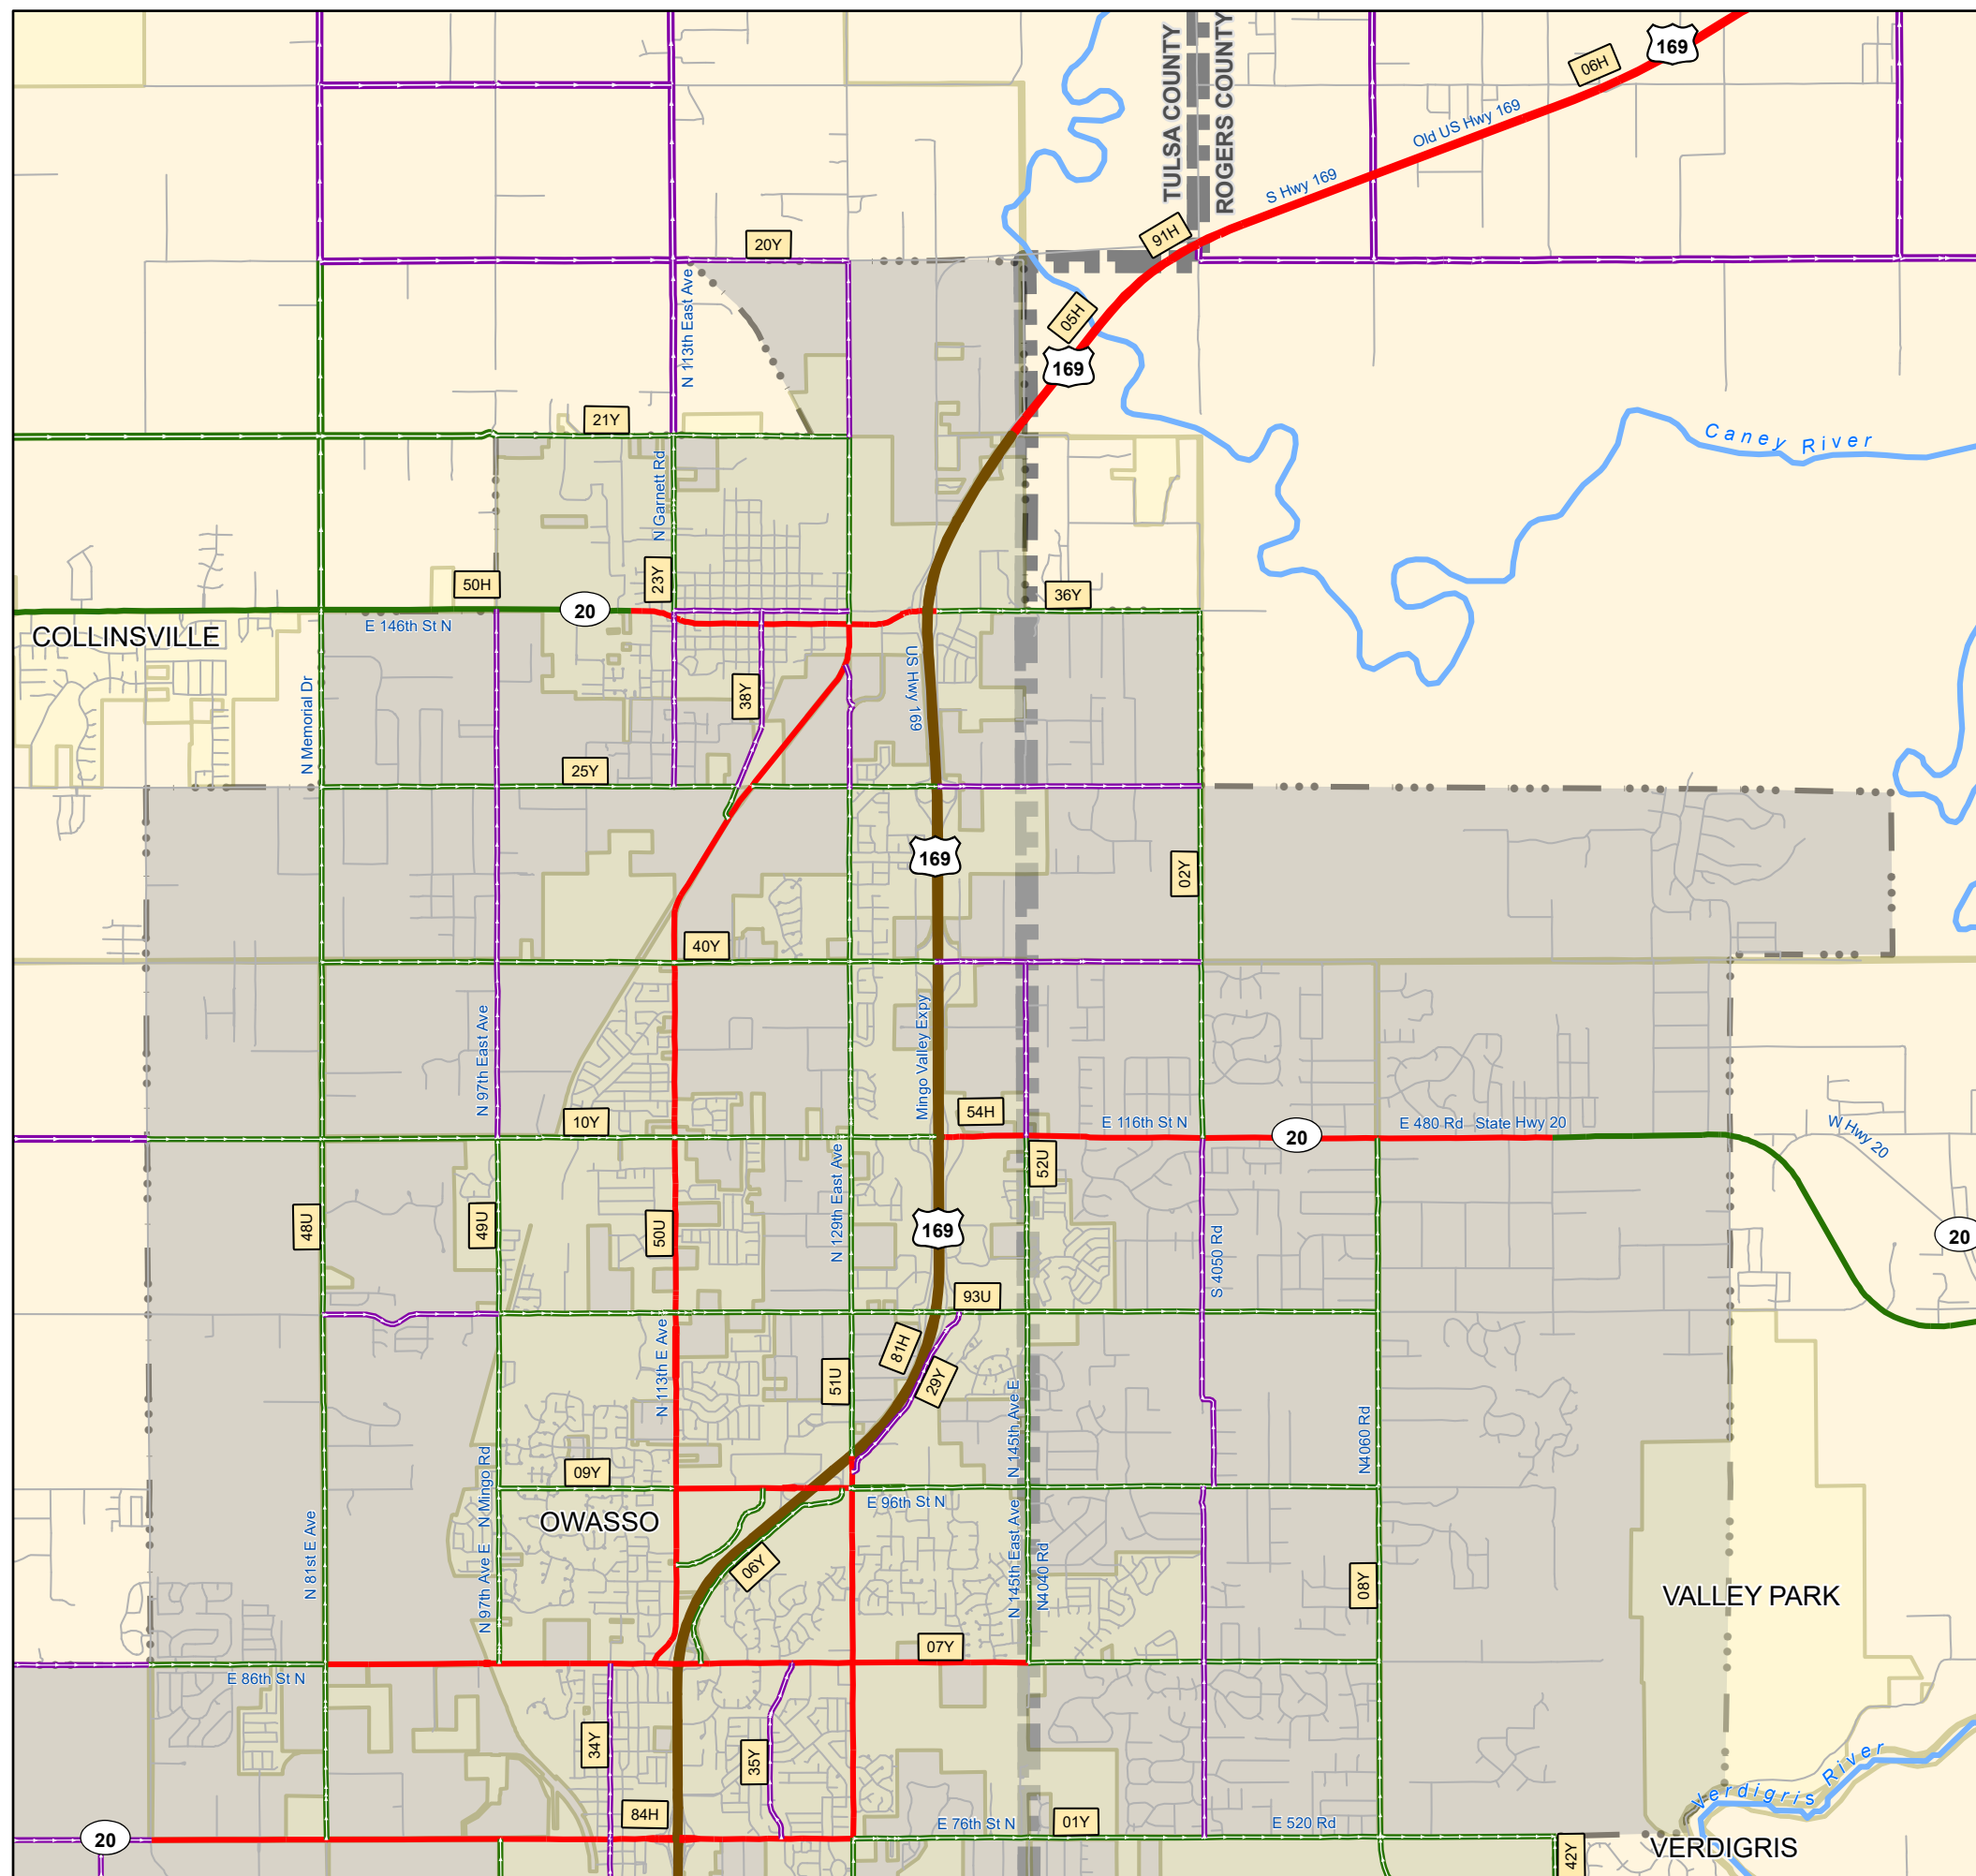 TULSA COUNTY
ROGERS COUNTY
169
06H
Old US Hwy 169
S Hwy 169
91H
20Y
N 113th East Ave
05H
169
21Y
Caney River
N Garnett Rd
50H
23Y
36Y
20
E 146th St N
COLLINSVILLE
N Memorial Dr
38Y
US Hwy 169
25Y
169
02Y
40Y
N 97th East Ave
Mingo Valley Expy
10Y
54H
E 116th St N
20
E 480 Rd State Hwy 20
W Hwy 20
20
48U
49U
50U
N 129th East Ave
52U
169
S 4050 Rd
93U
N 113th E Ave
81H
29Y
51U
N 145th Ave E
N4060 Rd
09Y
N Mingo Rd
E 96th St N
OWASSO
N 81st E Ave
N 97th Ave E
06Y
N 145th East Ave
N4040 Rd
08Y
VALLEY PARK
07Y
E 86th St N
34Y
35Y
Verdigris River
84H
20
E 76th St N
01Y
E 520 Rd
42Y
VERDIGRIS